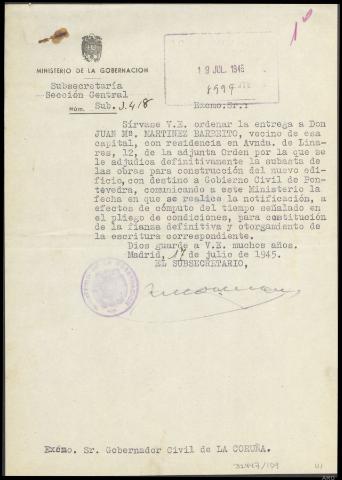 MINISTERIO DE LA GOBERNACION
Subsecretaría
Sección Central
Núm. Sub. 3.418
19 JUL. 1945
Excmo.Sr.:
Sírvase V.E. ordenar la entrega a Don
JUAN Mª. MARTINEZ BARBEITO, vecino de esa
capital, con residencia en Avnda. de Lina-
res, 12, de la adjunta Orden por la que se
le adjudica definitivamente la subasta de
las obras para construcción del nuevo edi-
ficio, con destino a Gobierno Civil de Pon-
tevedra, comunicando a este Ministerio la
fecha en que se realice la notificación, a
efectos de cómputo del tiempo señalado en
el pliego de condiciones, para constitución
de la fianza definitiva y otorgamiento de
la escritura correspondiente.
Dios guarde a V.E. muchos años.
Madrid, 17 de julio de 1945.
EL SUBSECRETARIO,
Excmo. Sr. Gobernador Civil de LA CORUÑA.